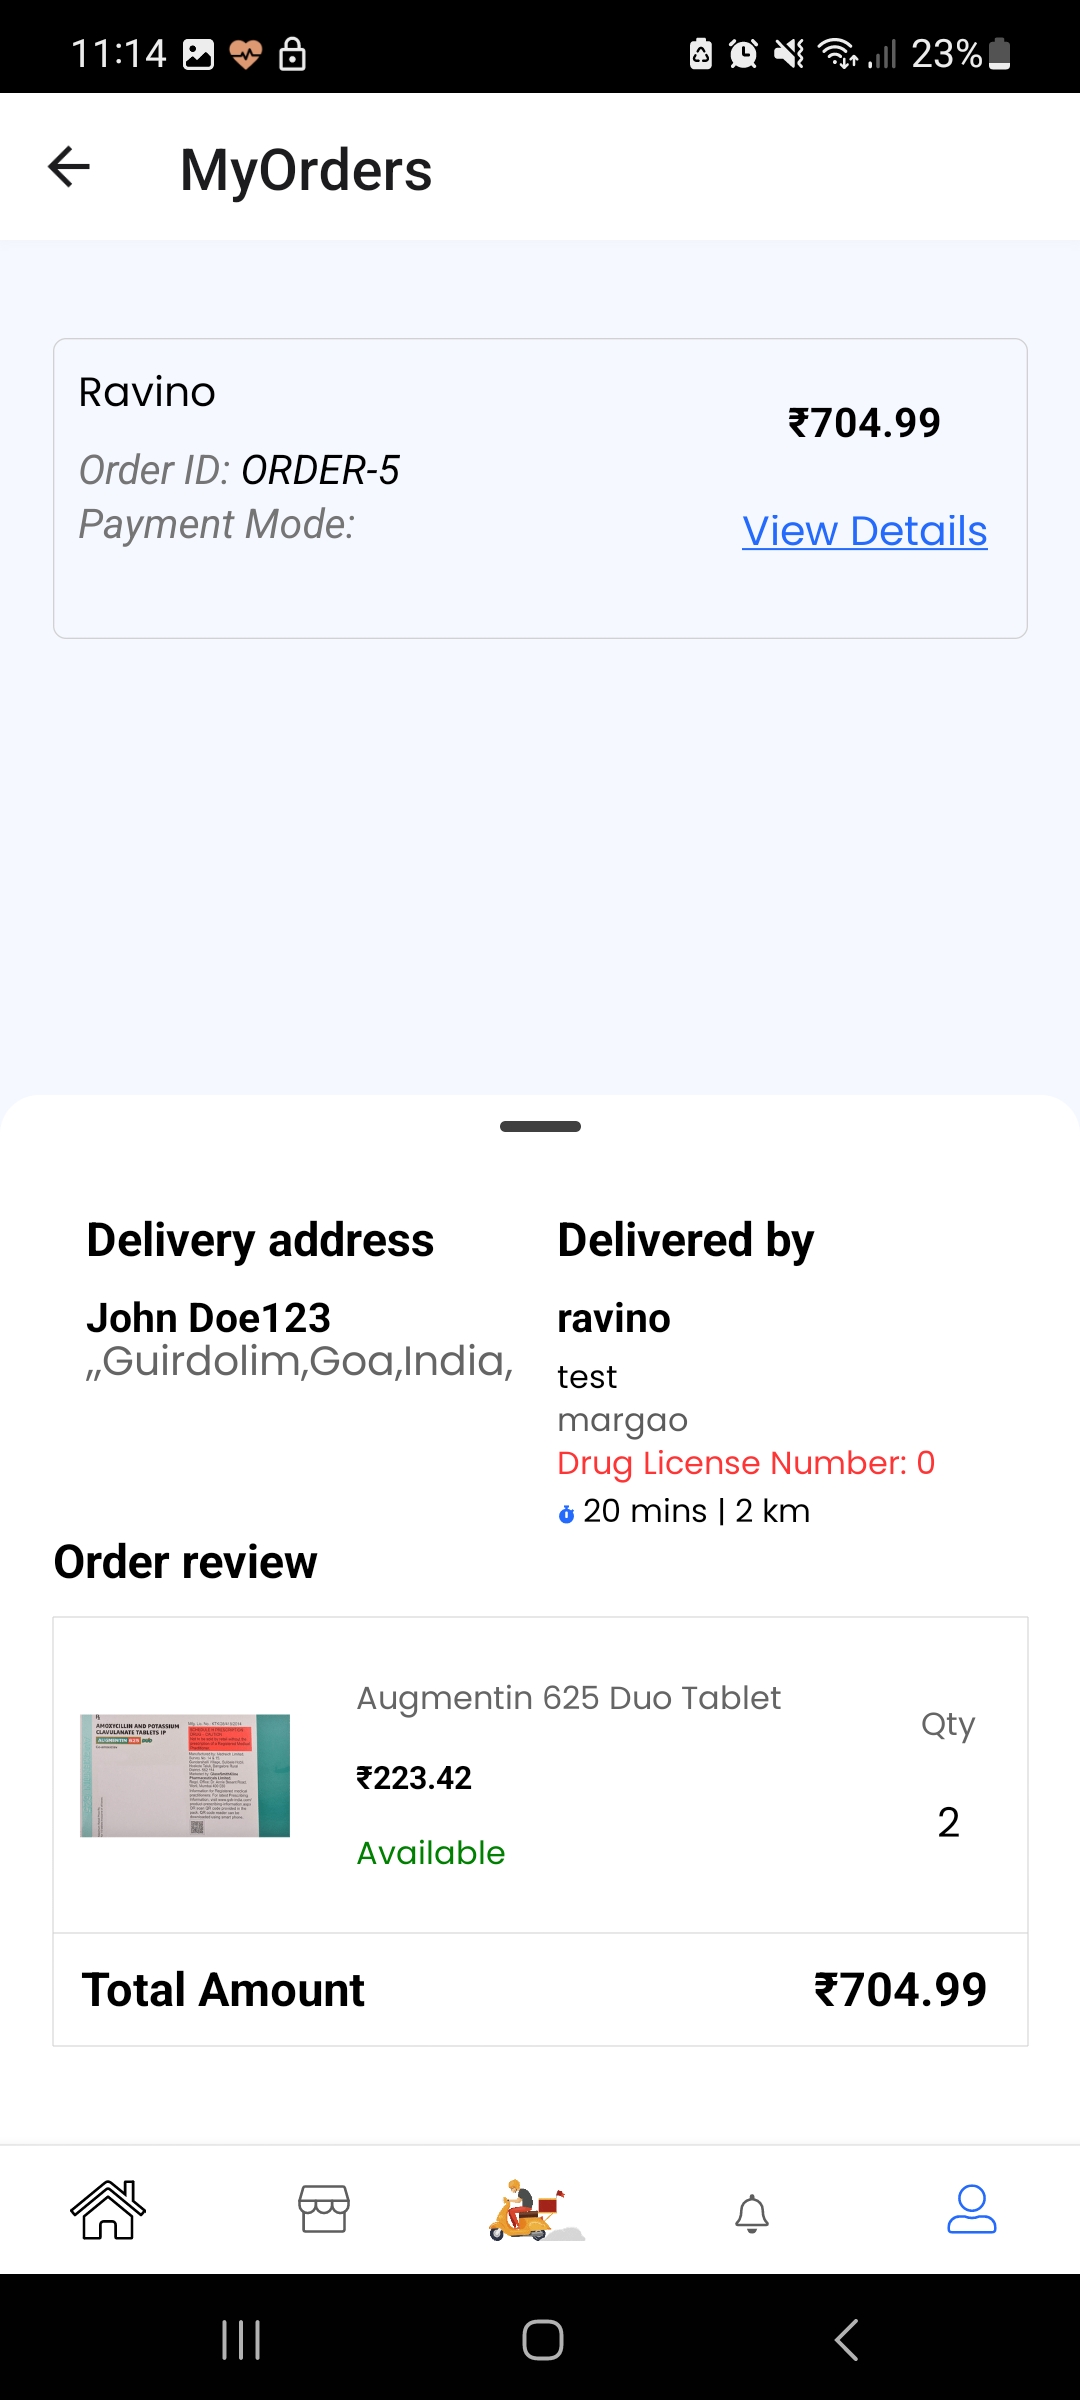 11:14
23%
MyOrders
Ravino
₹704.99
Order ID: ORDER-5
Payment Mode:
View Details
Delivery address
Delivered by
John Doe123
,,Guirdolim,Goa,India,
ravino
test
margao
Drug License Number: 0
20 mins | 2 km
Order review
AMOXYCILLIN AND POTASSIUM
CLAVULANATE TABLETS IP
AUGMENTIN 625 DUO
Augmentin 625 Duo Tablet
Qty
₹223.42
2
Available
Total Amount
₹704.99